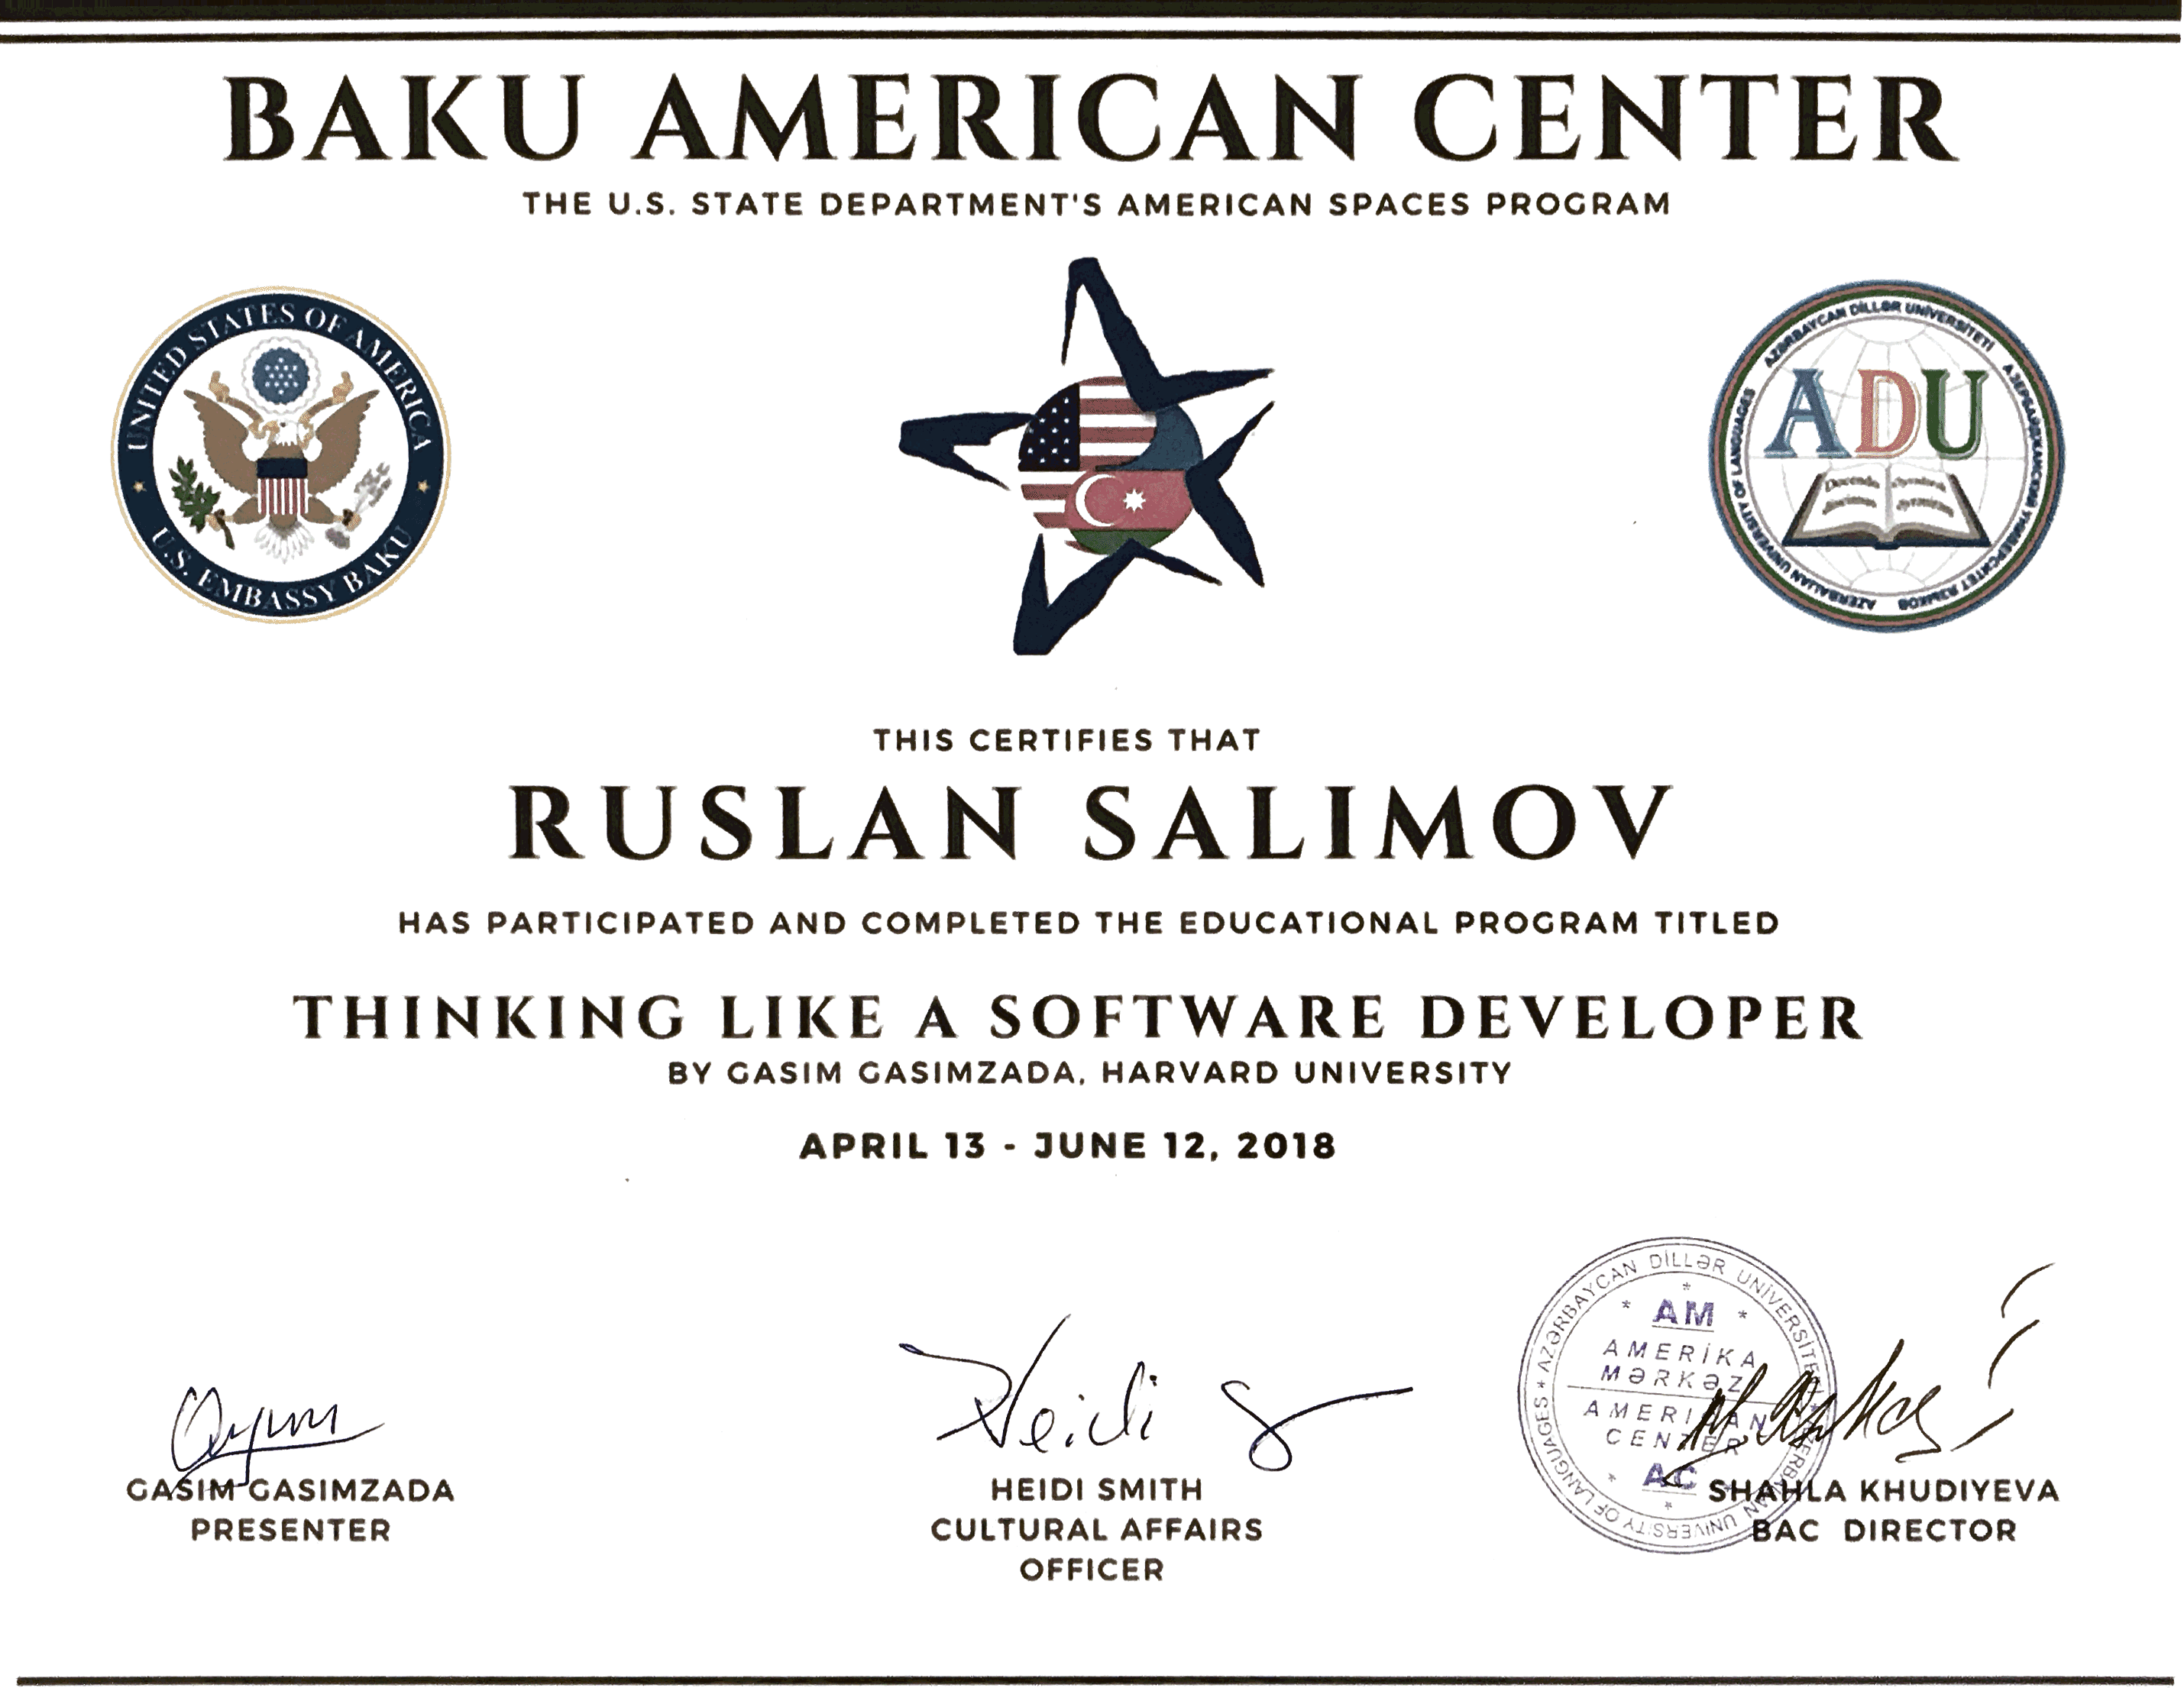 BAKU AMERICAN CENTER
THE U.S. STATE DEPARTMENT'S AMERICAN SPACES PROGRAM
UNITED STATES OF AMERICA
U.S. EMBASSY BAKU
AZƏRBAYCAN DİLLƏR UNİVERSİTETİ
АЗЕРБАЙДЖАНСКИЙ УНИВЕРСИТЕТ ЯЗЫКОВ
AZERBAIJAN UNIVERSITY OF LANGUAGES
ADU
THIS CERTIFIES THAT
RUSLAN SALIMOV
HAS PARTICIPATED AND COMPLETED THE EDUCATIONAL PROGRAM TITLED
THINKING LIKE A SOFTWARE DEVELOPER
BY GASIM GASIMZADA, HARVARD UNIVERSITY
APRIL 13 - JUNE 12, 2018
Heidi S
AZƏRBAYCAN DİLLƏR UNİVERSİTETİ
AZERBAIJAN UNIVERSITY OF LANGUAGES
AM
AMERİKA
MƏRKƏZİ
AMERICAN
CENTER
AC
GASIM GASIMZADA
PRESENTER
HEIDI SMITH
CULTURAL AFFAIRS
OFFICER
SHAHLA KHUDIYEVA
BAC DIRECTOR